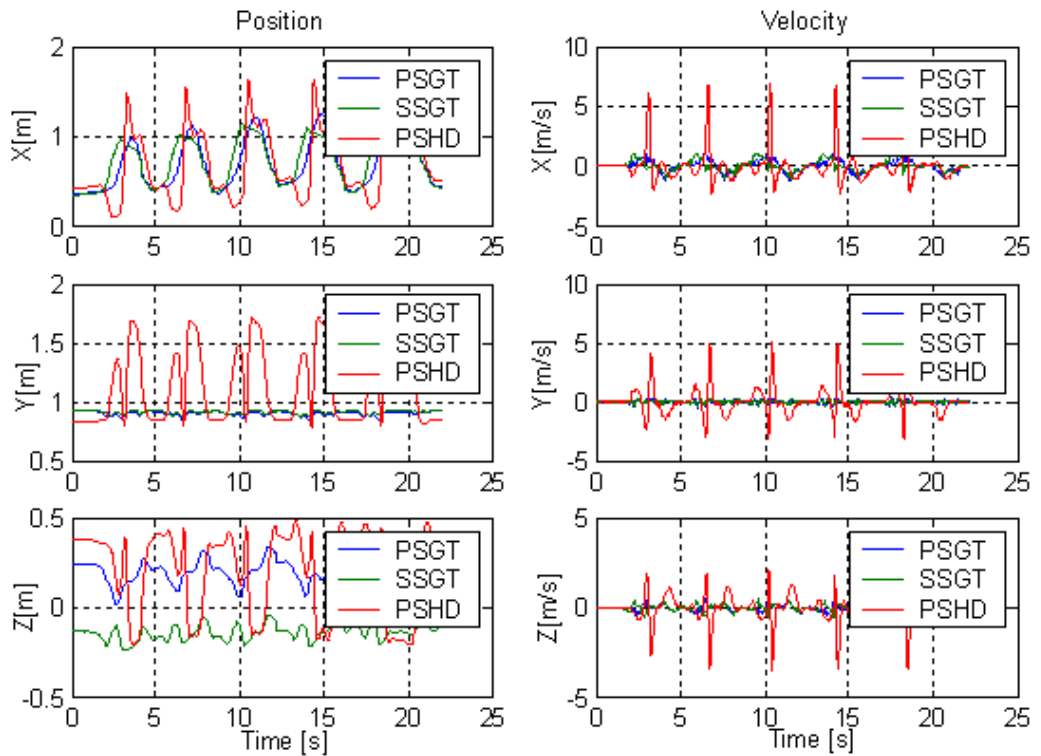 Position
Velocity
2
1
0
X[m]
PSGT
SSGT
PSHD
0 5 10 15 20 25
10
5
0
-5
X[m/s]
PSGT
SSGT
PSHD
0 5 10 15 20 25
2
1.5
1
0.5
Y[m]
PSGT
SSGT
PSHD
0 5 10 15 20 25
10
5
0
-5
Y[m/s]
PSGT
SSGT
PSHD
0 5 10 15 20 25
0.5
0
-0.5
Z[m]
PSGT
SSGT
PSHD
0 5 10 15 20 25
Time [s]
5
0
-5
Z[m/s]
PSGT
SSGT
PSHD
0 5 10 15 20 25
Time [s]